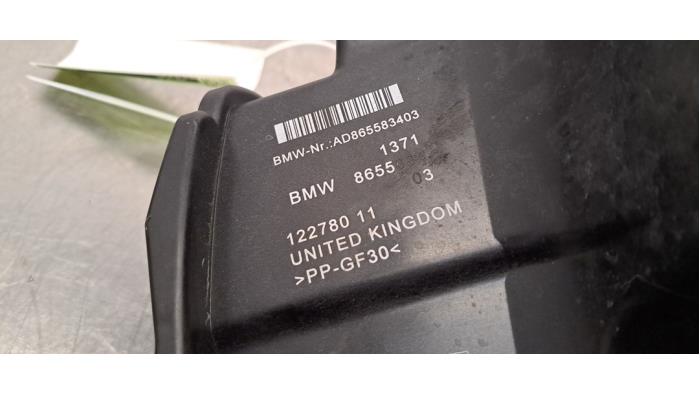 BMW-Nr.:AD865583403
1371
BMW 8655
03
122780 11
UNITED KINGDOM
>PP-GF30<